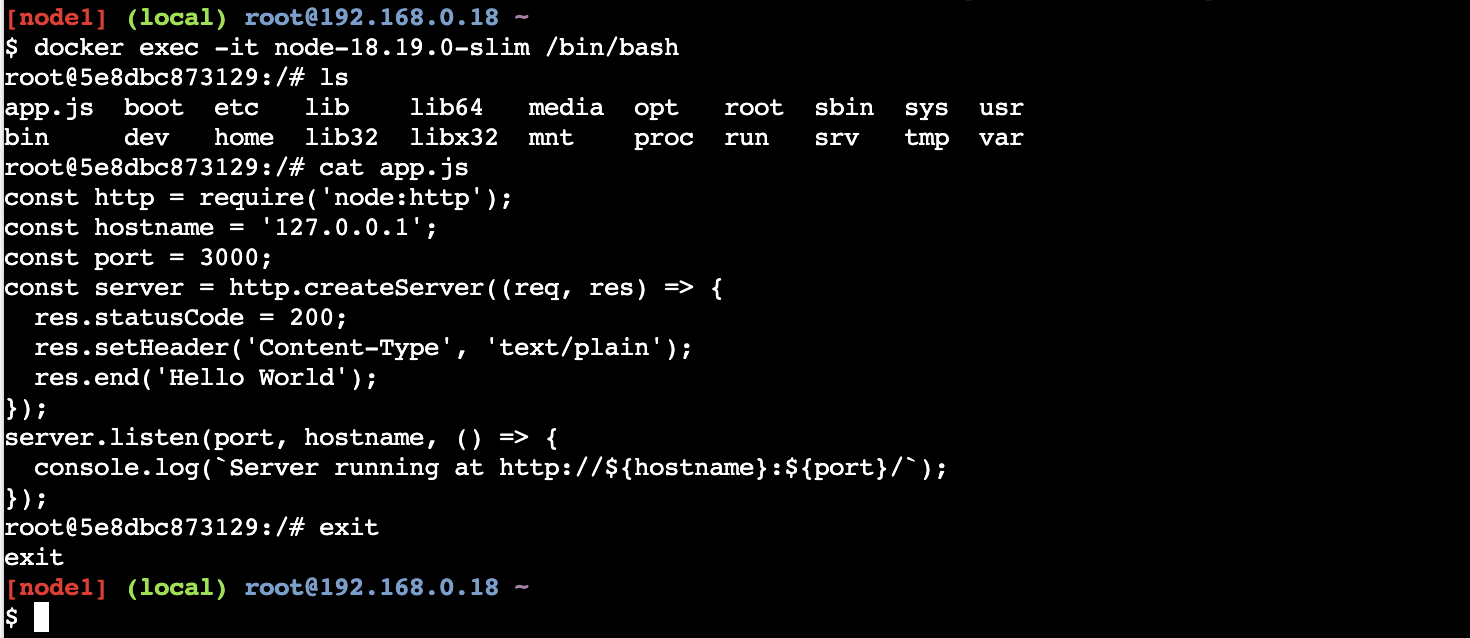 [node1] (local) root@192.168.0.18 ~
$ docker exec -it node-18.19.0-slim /bin/bash
root@5e8dbc873129:/# ls
app.js  boot  etc   lib    lib64   media  opt   root  sbin  sys  usr
bin     dev   home  lib32  libx32  mnt    proc  run   srv   tmp  var
root@5e8dbc873129:/# cat app.js
const http = require('node:http');
const hostname = '127.0.0.1';
const port = 3000;
const server = http.createServer((req, res) => {
  res.statusCode = 200;
  res.setHeader('Content-Type', 'text/plain');
  res.end('Hello World');
});
server.listen(port, hostname, () => {
  console.log(`Server running at http://${hostname}:${port}/`);
});
root@5e8dbc873129:/# exit
exit
[node1] (local) root@192.168.0.18 ~
$